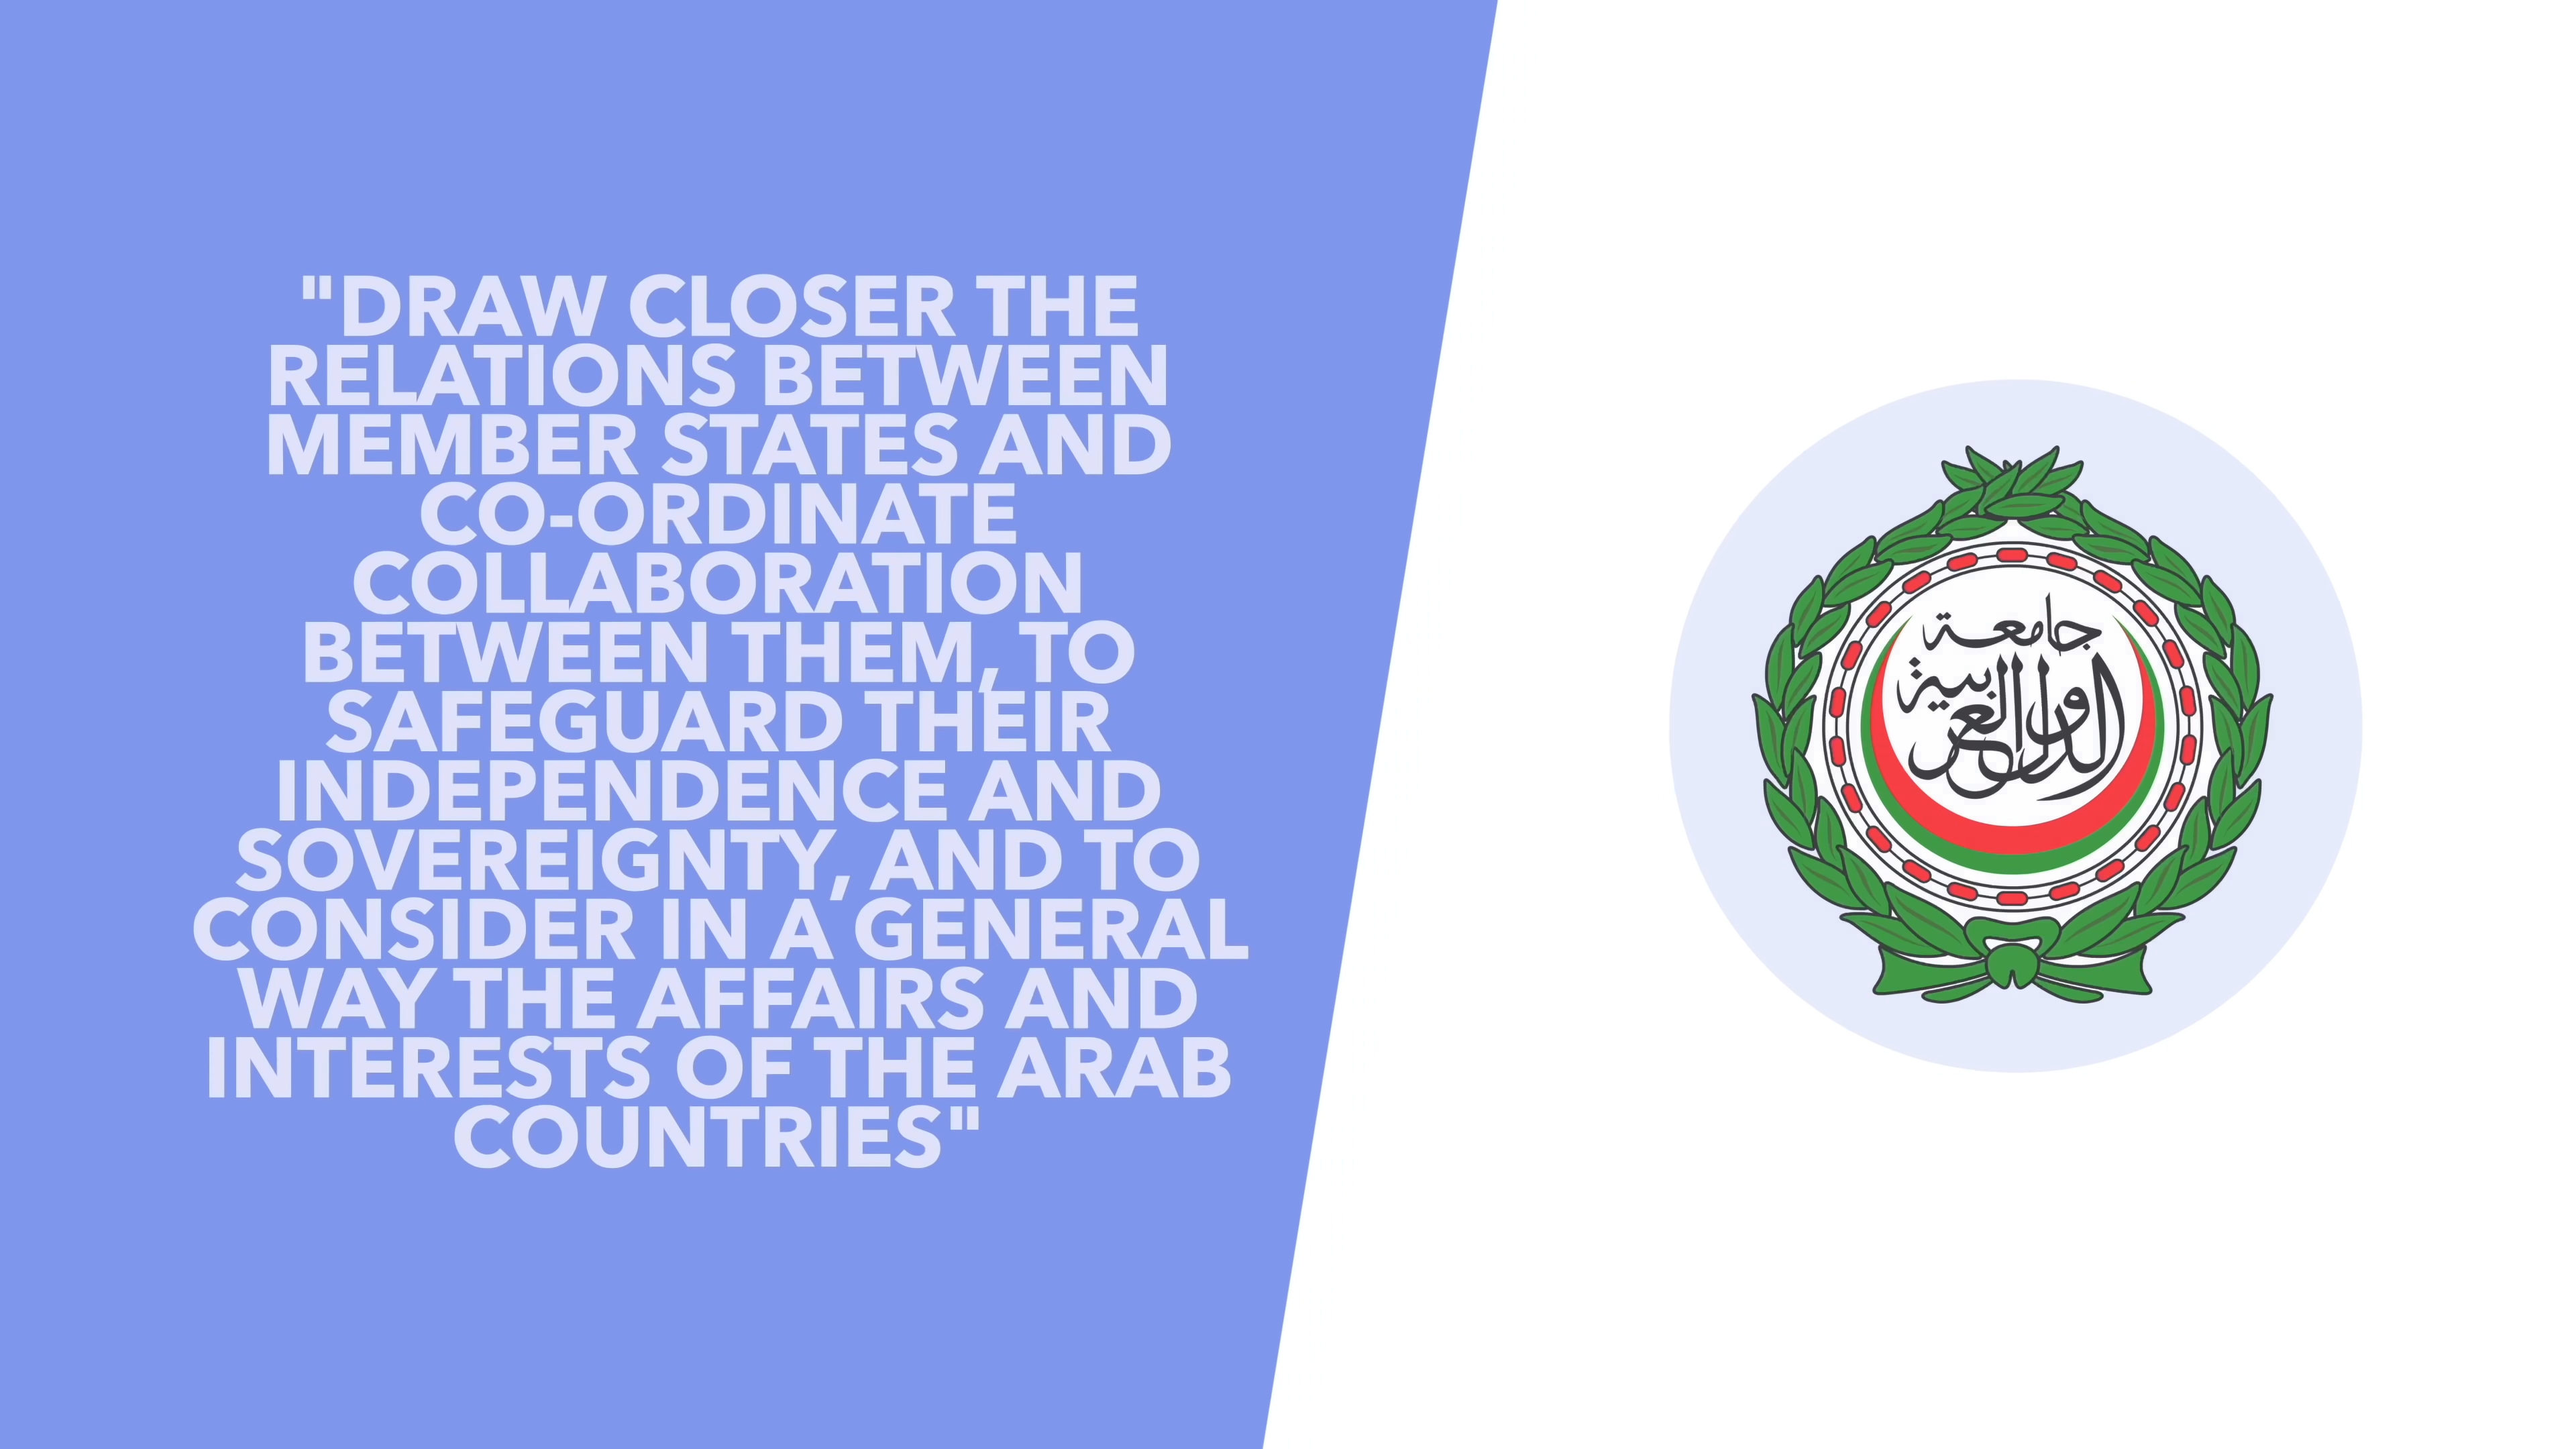 "DRAW CLOSER THE
RELATIONS BETWEEN
MEMBER STATES AND
CO-ORDINATE
COLLABORATION
BETWEEN THEM, TO
SAFEGUARD THEIR
INDEPENDENCE AND
SOVEREIGNTY, AND TO
CONSIDER IN A GENERAL
WAY THE AFFAIRS AND
INTERESTS OF THE ARAB
COUNTRIES"
جامعة
الدول العربية